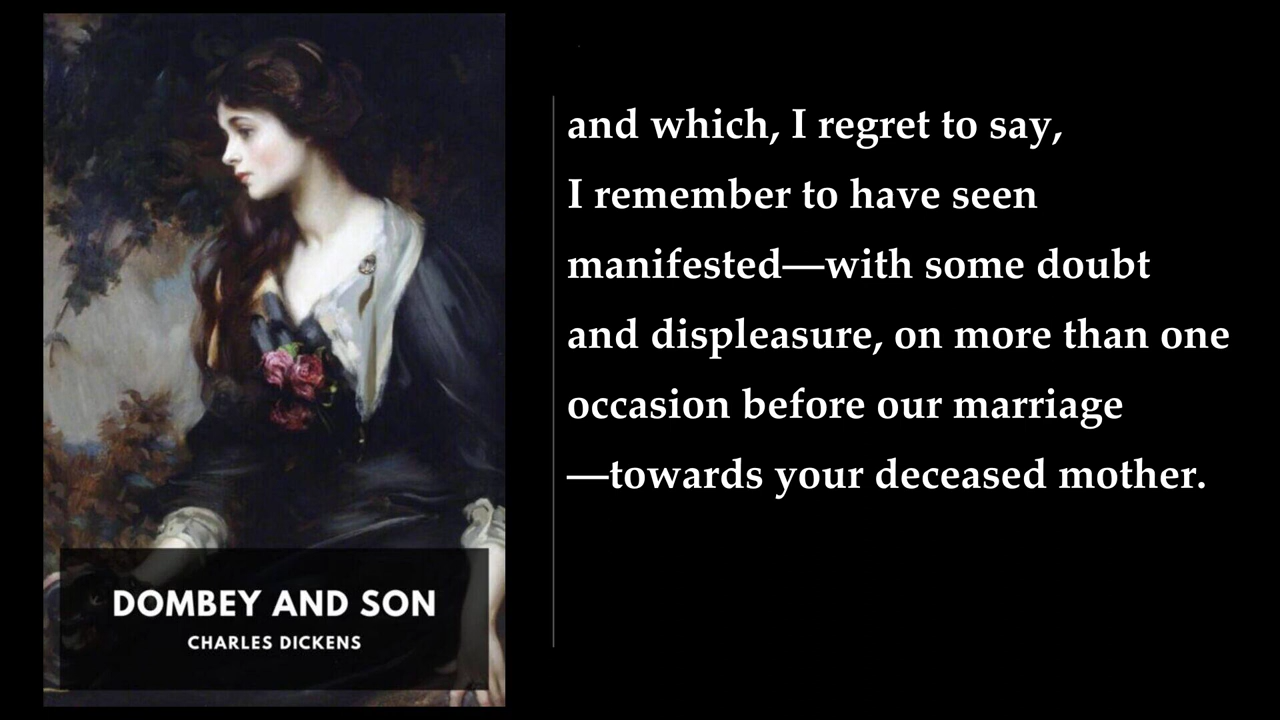 DOMBEY AND SON
CHARLES DICKENS
and which, I regret to say,
I remember to have seen
manifested—with some doubt
and displeasure, on more than one
occasion before our marriage
—towards your deceased mother.